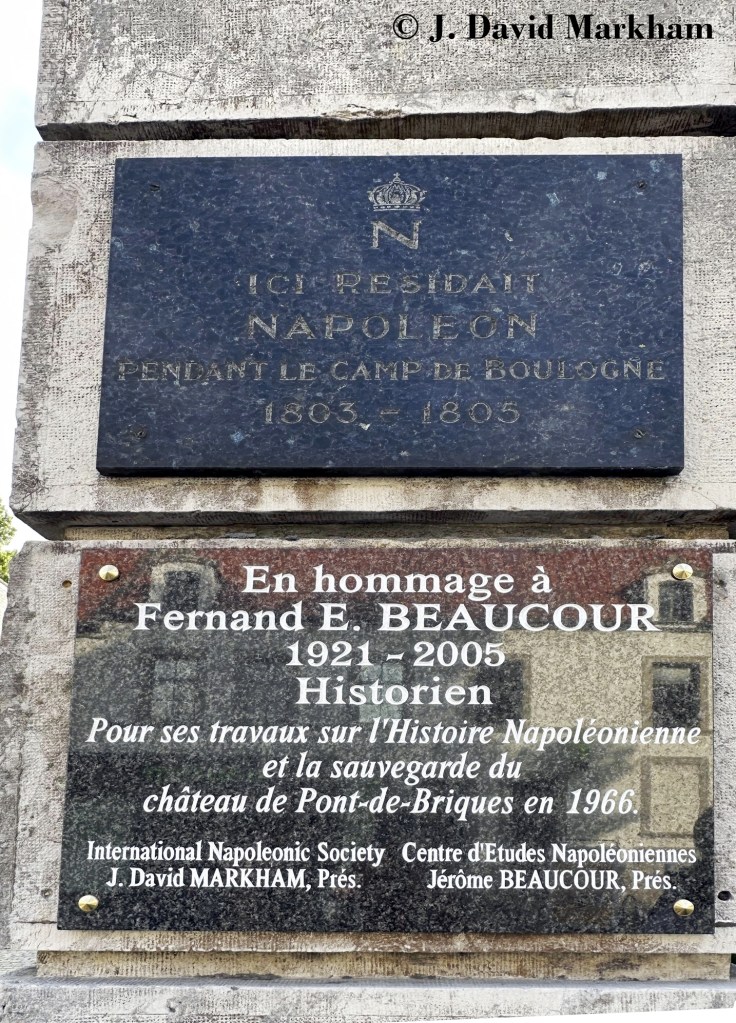 © J. David Markham
N
ICI RESIDAIT
NAPOLEON
PENDANT LE CAMP DE BOULOGNE
1803 - 1805
En hommage à
Fernand E. BEAUCOUR
1921 - 2005
Historien
Pour ses travaux sur l'Histoire Napoléonienne
et la sauvegarde du
château de Pont-de-Briques en 1966.
International Napoleonic Society Centre d'Etudes Napoléoniennes
J. David MARKHAM, Prés. Jérôme BEAUCOUR, Prés.